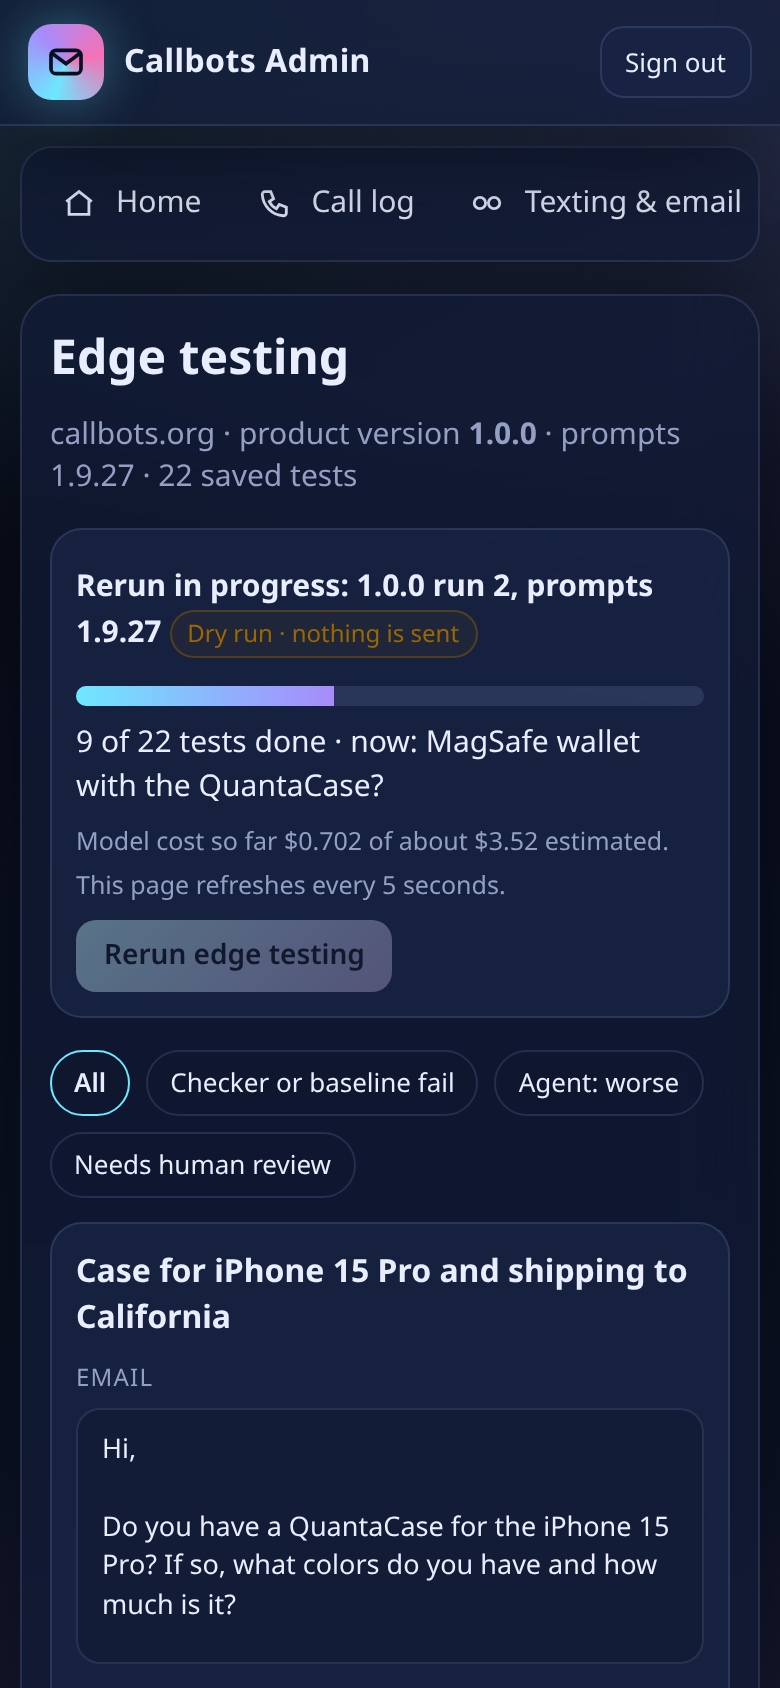 Callbots Admin
Sign out
Home
Call log
Texting & email
Edge testing
callbots.org · product version 1.0.0 · prompts
1.9.27 · 22 saved tests
Rerun in progress: 1.0.0 run 2, prompts
1.9.27 Dry run · nothing is sent
9 of 22 tests done · now: MagSafe wallet
with the QuantaCase?
Model cost so far $0.702 of about $3.52 estimated.
This page refreshes every 5 seconds.
Rerun edge testing
All
Checker or baseline fail
Agent: worse
Needs human review
Case for iPhone 15 Pro and shipping to
California
EMAIL
Hi,
Do you have a QuantaCase for the iPhone 15
Pro? If so, what colors do you have and how
much is it?